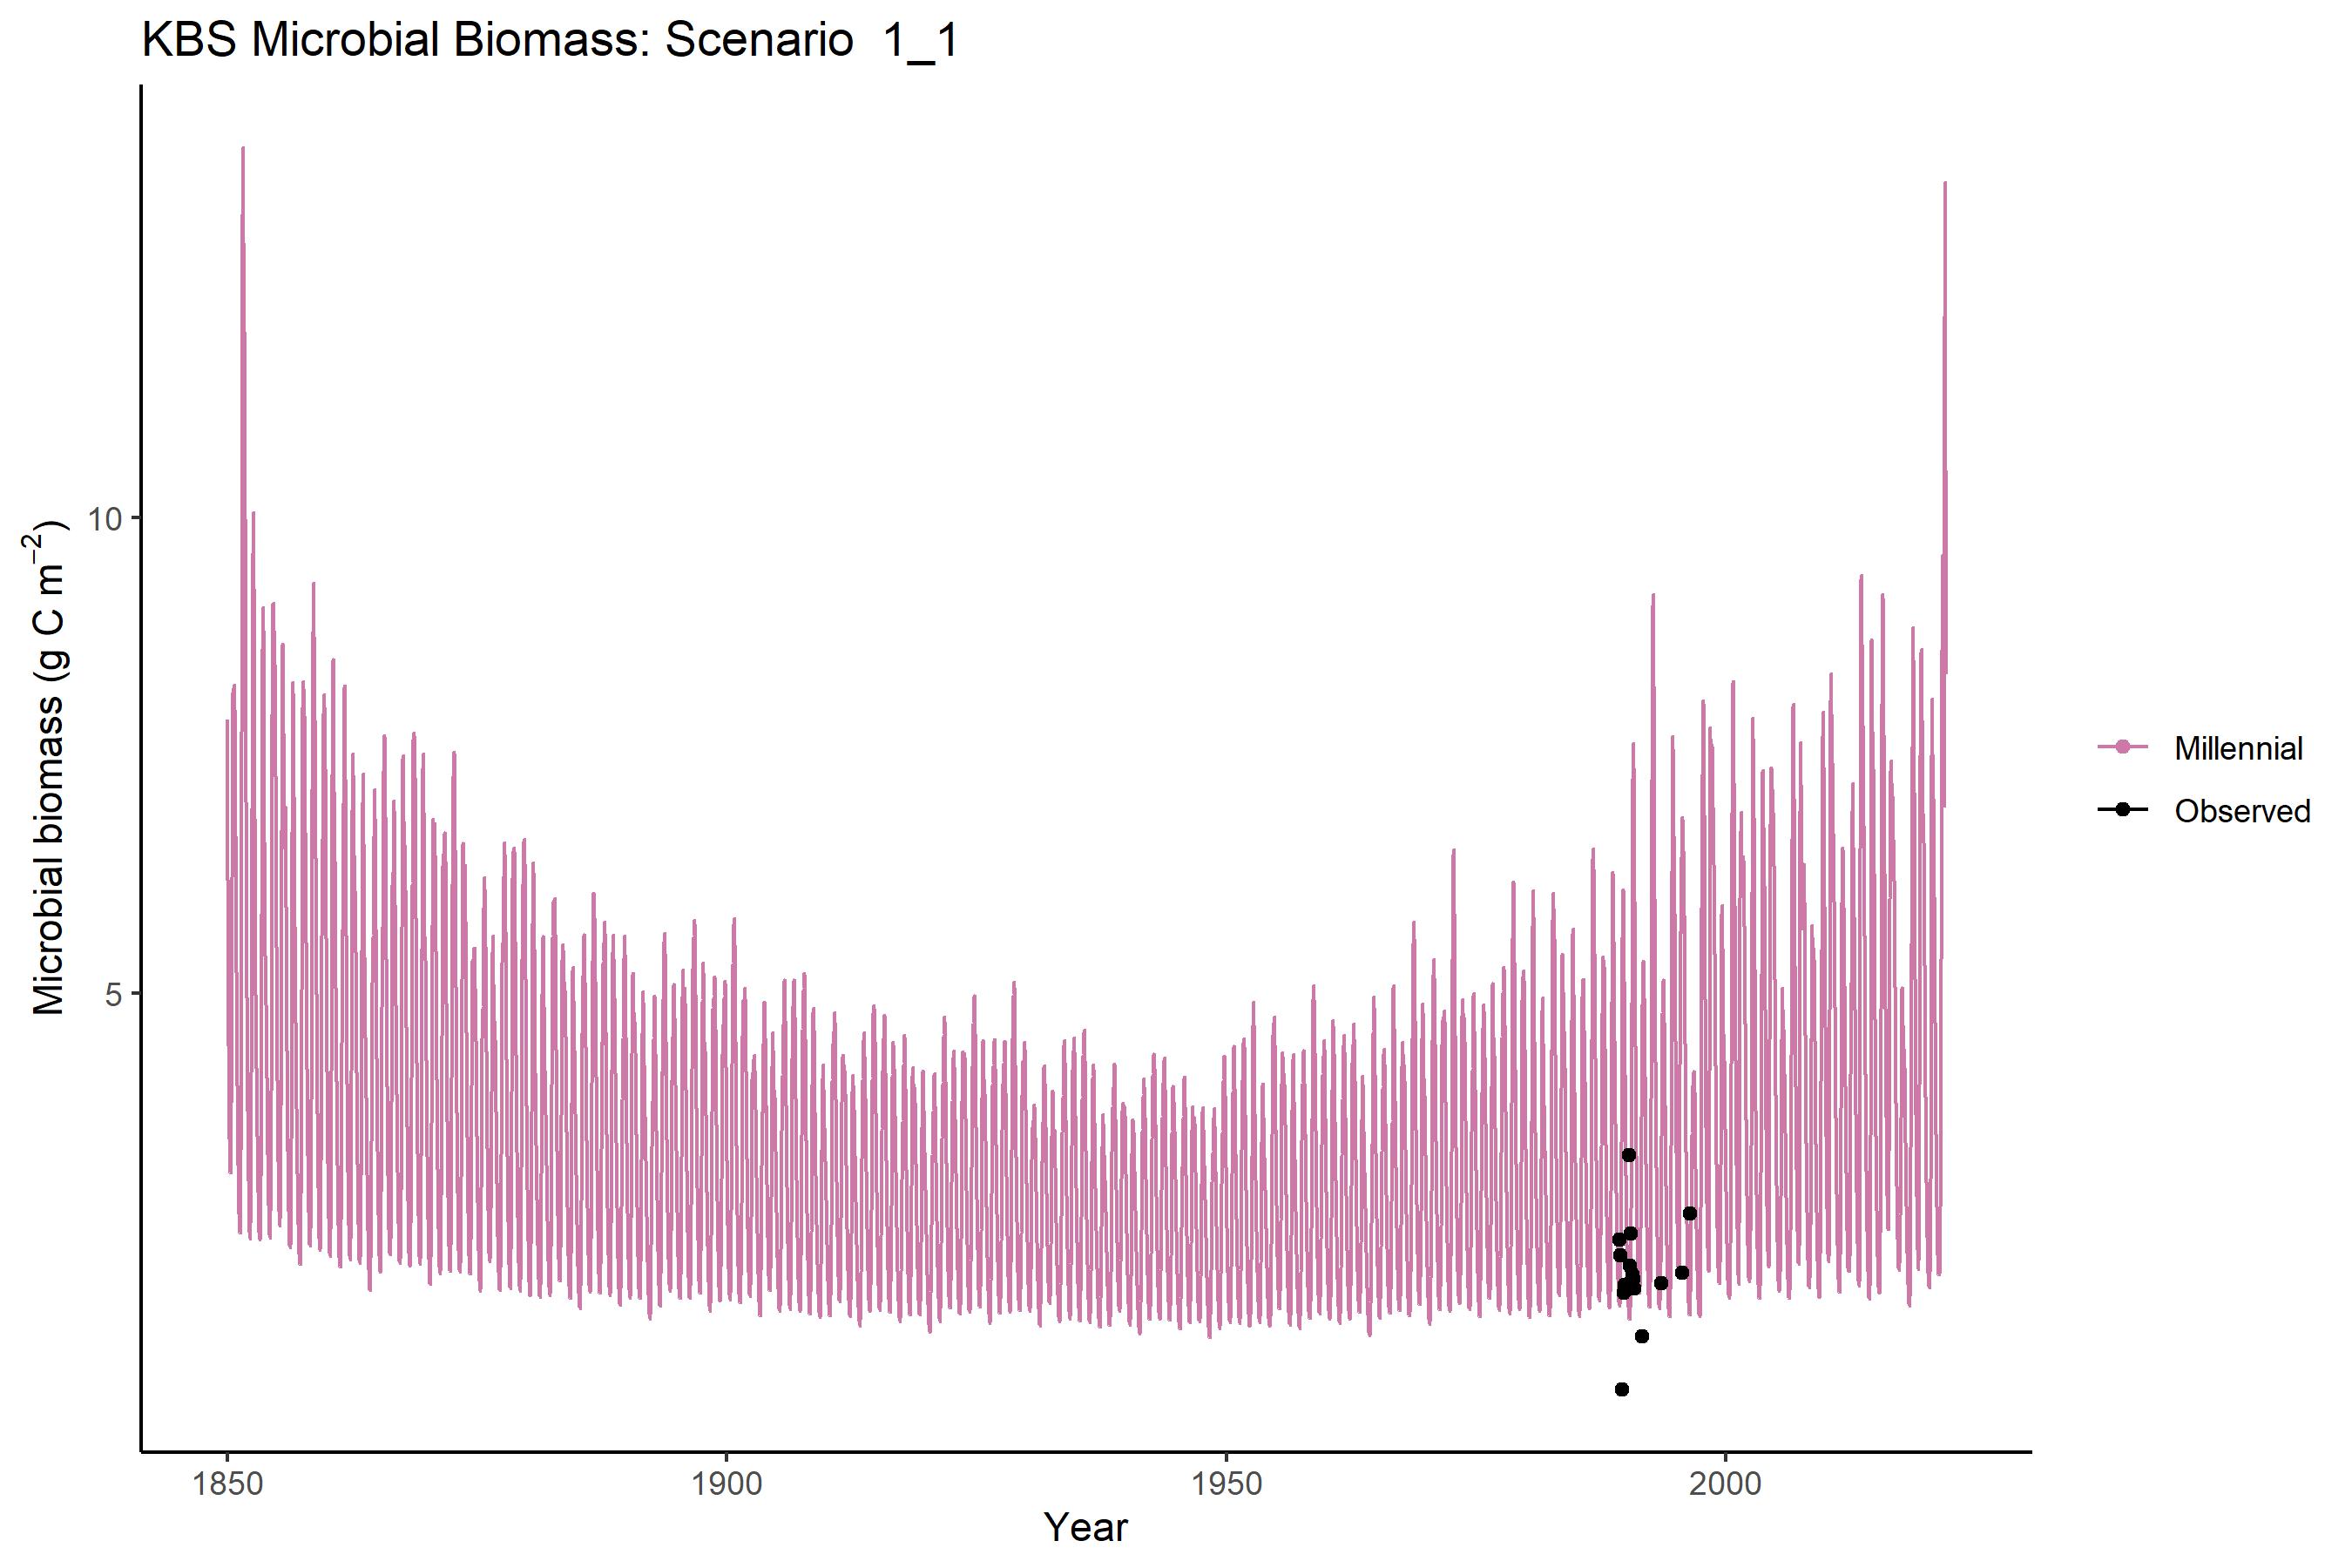 KBS Microbial Biomass: Scenario  1_1
Microbial biomass (g C m⁻²)
10
5
1850
1900
1950
2000
Year
Millennial
Observed